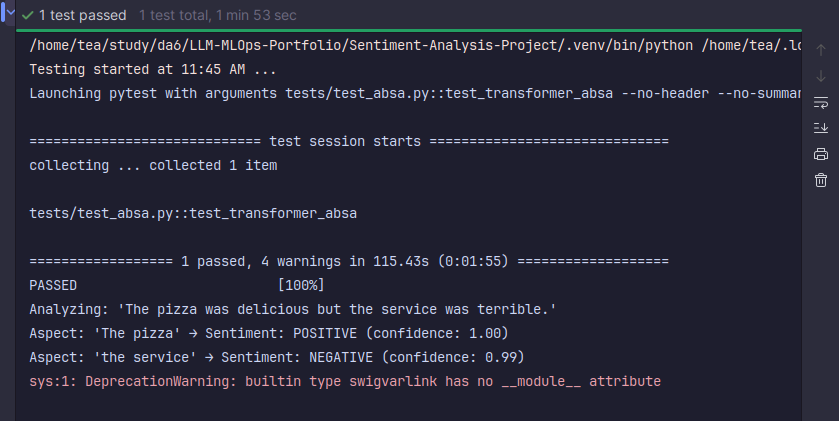 1 test passed 1 test total, 1 min 53 sec
/home/tea/study/da6/LLM-MLOps-Portfolio/Sentiment-Analysis-Project/.venv/bin/python /home/tea/.lo
Testing started at 11:45 AM ...
Launching pytest with arguments tests/test_absa.py::test_transformer_absa --no-header --no-summar
============================= test session starts ==============================
collecting ... collected 1 item
tests/test_absa.py::test_transformer_absa
================== 1 passed, 4 warnings in 115.43s (0:01:55) ===================
PASSED [100%]
Analyzing: 'The pizza was delicious but the service was terrible.'
Aspect: 'The pizza' → Sentiment: POSITIVE (confidence: 1.00)
Aspect: 'the service' → Sentiment: NEGATIVE (confidence: 0.99)
sys:1: DeprecationWarning: builtin type swigvarlink has no __module__ attribute